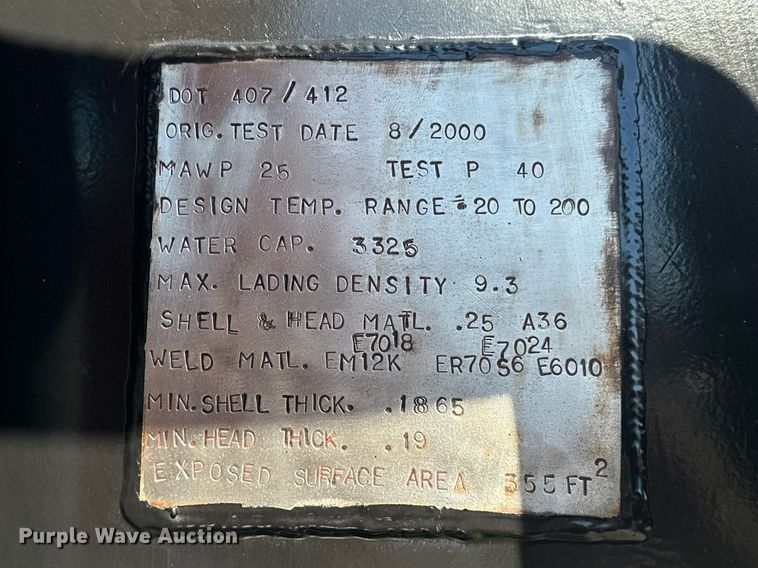 DOT 407/412
ORIG. TEST DATE 8/2000
MAWP 25 TEST P 40
DESIGN TEMP. RANGE -20 TO 200
WATER CAP. 3325
MAX. LADING DENSITY 9.3
SHELL & HEAD MATL. .25 A36
E7018 E7024
WELD MATL. EM12K ER70S6 E6010
MIN. SHELL THICK. .1865
MIN. HEAD THICK. .19
EXPOSED SURFACE AREA 355 FT²
Purple Wave Auction